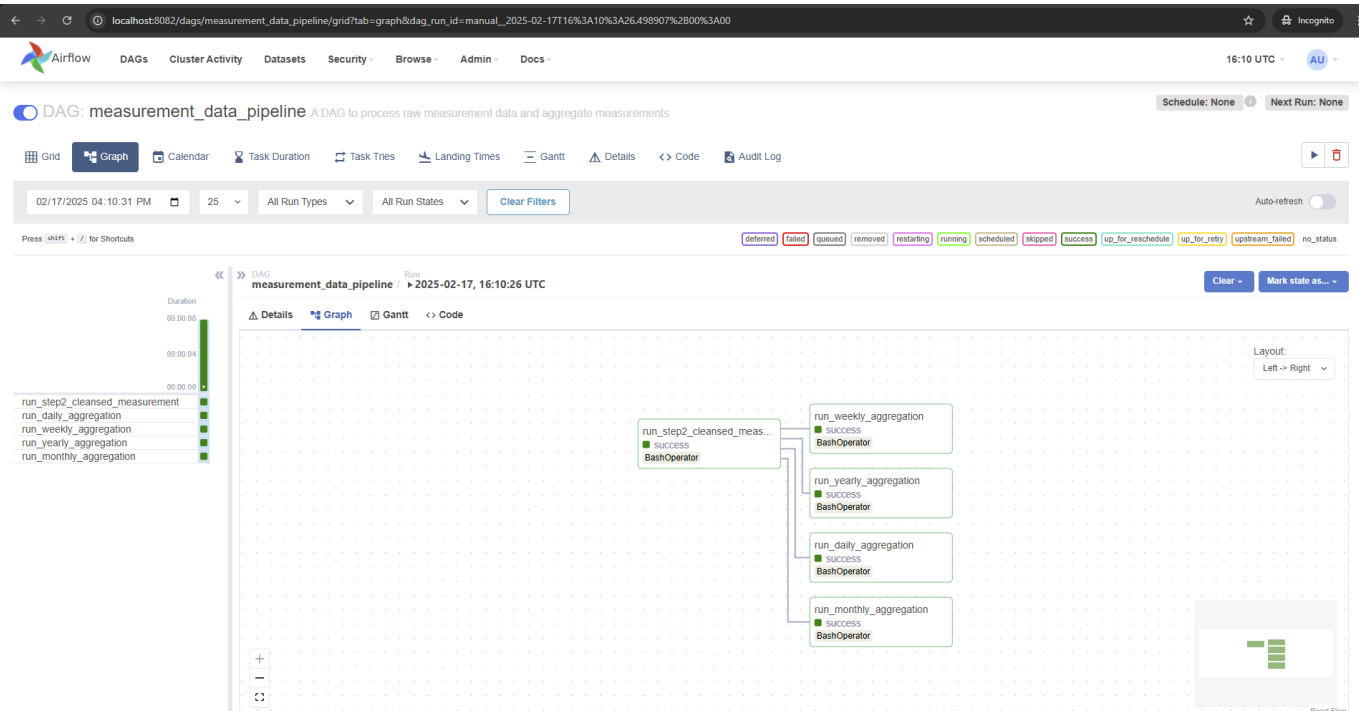 localhost:8082/dags/measurement_data_pipeline/grid?tab=graph&dag_run_id=manual__2025-02-17T16%3A10%3A26.498907%2B00%3A00 Incognito
Airflow DAGs Cluster Activity Datasets Security Browse Admin Docs 16:10 UTC AU
DAG: measurement_data_pipeline A DAG to process raw measurement data and aggregate measurements Schedule: None Next Run: None
Grid Graph Calendar Task Duration Task Tries Landing Times Gantt Details Code Audit Log
02/17/2025 04:10:31 PM 25 All Run Types All Run States Clear Filters Auto-refresh
Press shift + / for Shortcuts deferred failed queued removed restarting running scheduled skipped success up_for_reschedule up_for_retry upstream_failed no_status
DAG Run
measurement_data_pipeline / 2025-02-17, 16:10:26 UTC Clear Mark state as...
Details Graph Gantt Code
Duration
00:00:08
00:00:04
00:00:00
run_step2_cleansed_measurement
run_daily_aggregation
run_weekly_aggregation
run_yearly_aggregation
run_monthly_aggregation
Layout:
Left -> Right
run_step2_cleansed_meas...
success
BashOperator
run_weekly_aggregation
success
BashOperator
run_yearly_aggregation
success
BashOperator
run_daily_aggregation
success
BashOperator
run_monthly_aggregation
success
BashOperator
React Flow